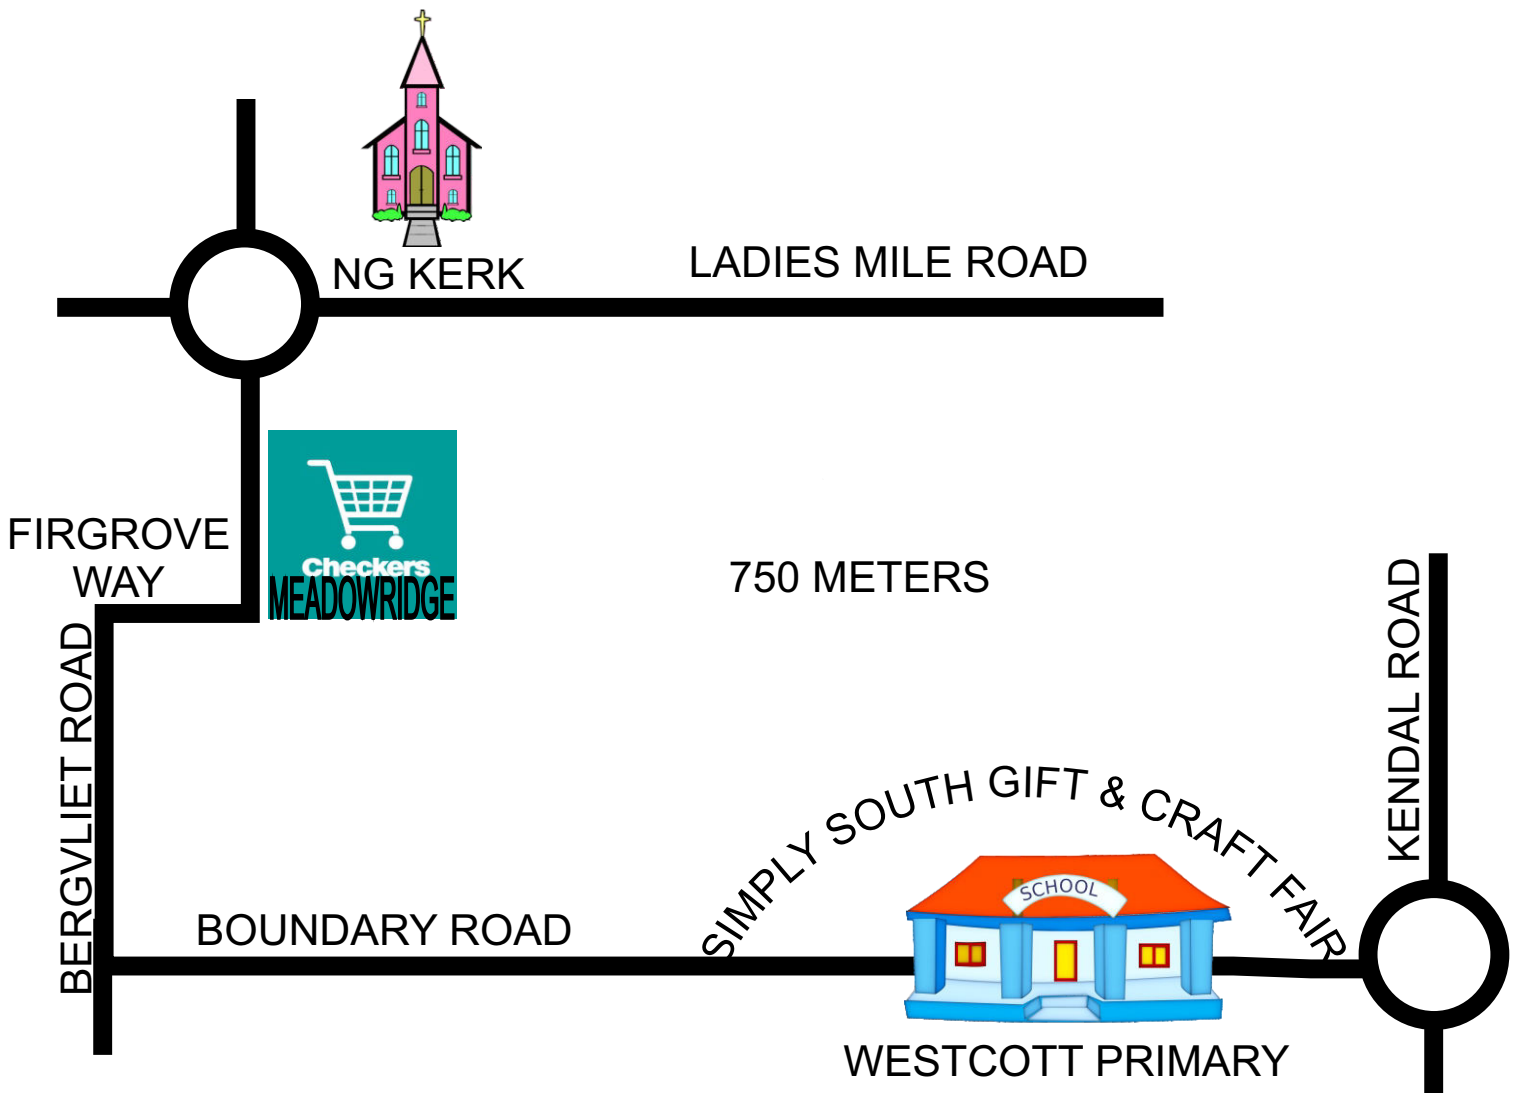 NG KERK
LADIES MILE ROAD
FIRGROVE
WAY
Checkers
MEADOWRIDGE
750 METERS
BERGVLIET ROAD
KENDAL ROAD
SIMPLY SOUTH GIFT & CRAFT FAIR
SCHOOL
BOUNDARY ROAD
WESTCOTT PRIMARY